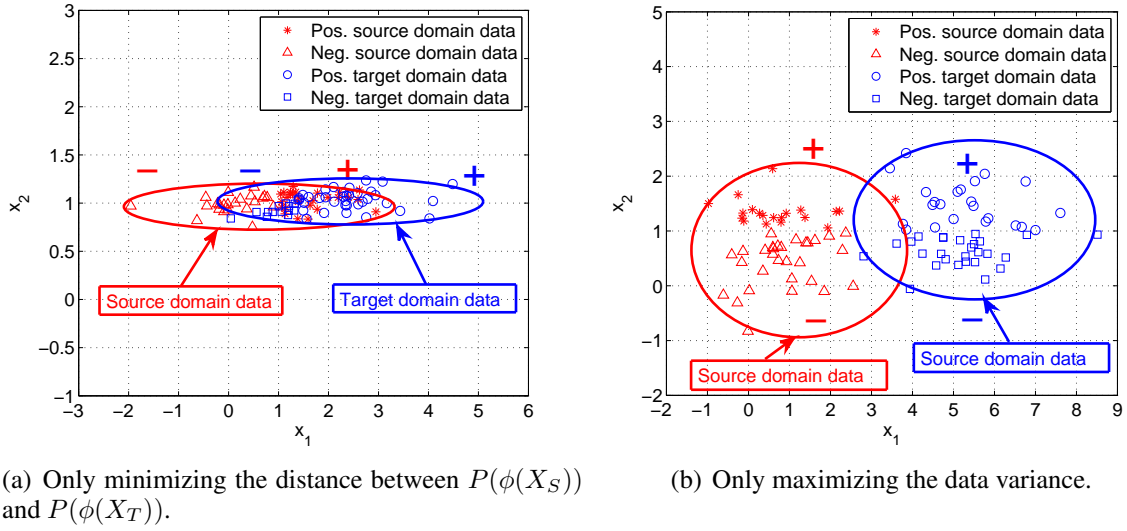 Pos. source domain data
Neg. source domain data
Pos. target domain data
Neg. target domain data
3
2.5
2
1.5
1
0.5
0
−0.5
−1
x2
− − + +
Source domain data
Target domain data
−3 −2 −1 0 1 2 3 4 5 6
x1
(a) Only minimizing the distance between P(ϕ(XS))
and P(ϕ(XT)).
Pos. source domain data
Neg. source domain data
Pos. target domain data
Neg. target domain data
5
4
3
2
1
0
−1
−2
x2
+ +
− −
Source domain data
Source domain data
−2 −1 0 1 2 3 4 5 6 7 8 9
x1
(b) Only maximizing the data variance.